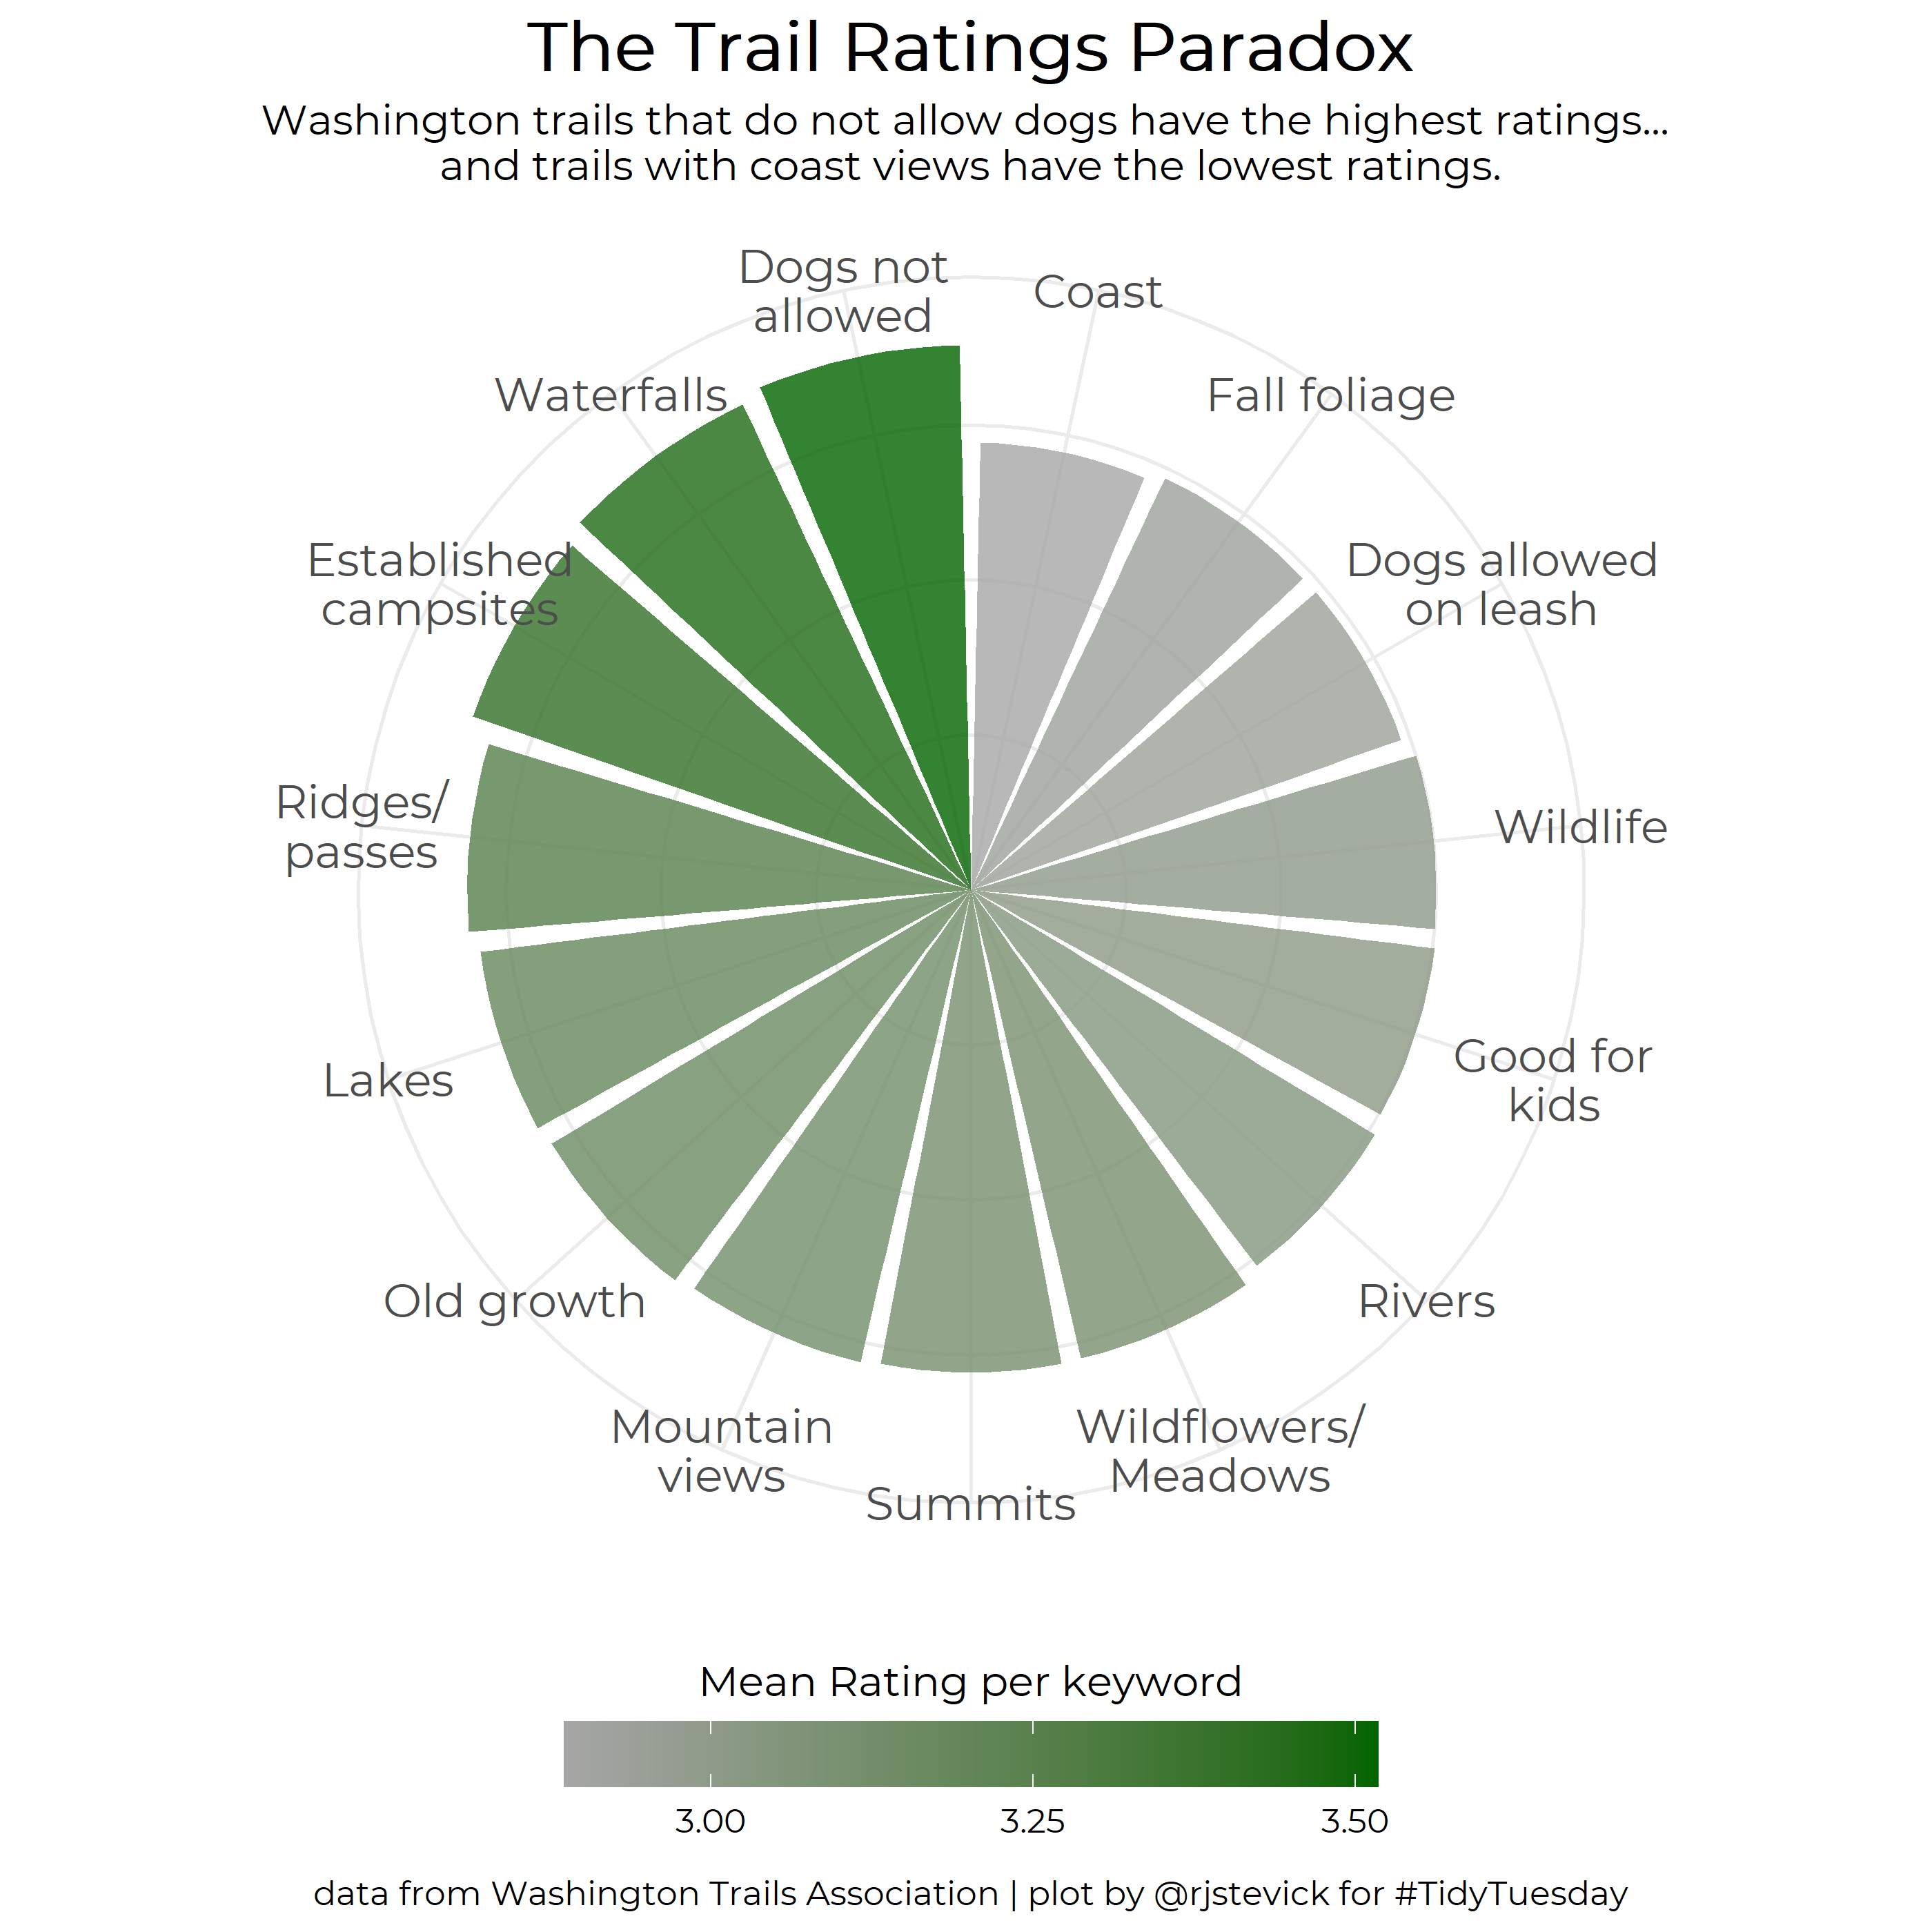 The Trail Ratings Paradox
Washington trails that do not allow dogs have the highest ratings...
and trails with coast views have the lowest ratings.
Dogs not
allowed
Coast
Waterfalls
Fall foliage
Established
campsites
Dogs allowed
on leash
Ridges/
passes
Wildlife
Lakes
Good for
kids
Old growth
Rivers
Mountain
views
Wildflowers/
Meadows
Summits
Mean Rating per keyword
3.00
3.25
3.50
data from Washington Trails Association | plot by @rjstevick for #TidyTuesday